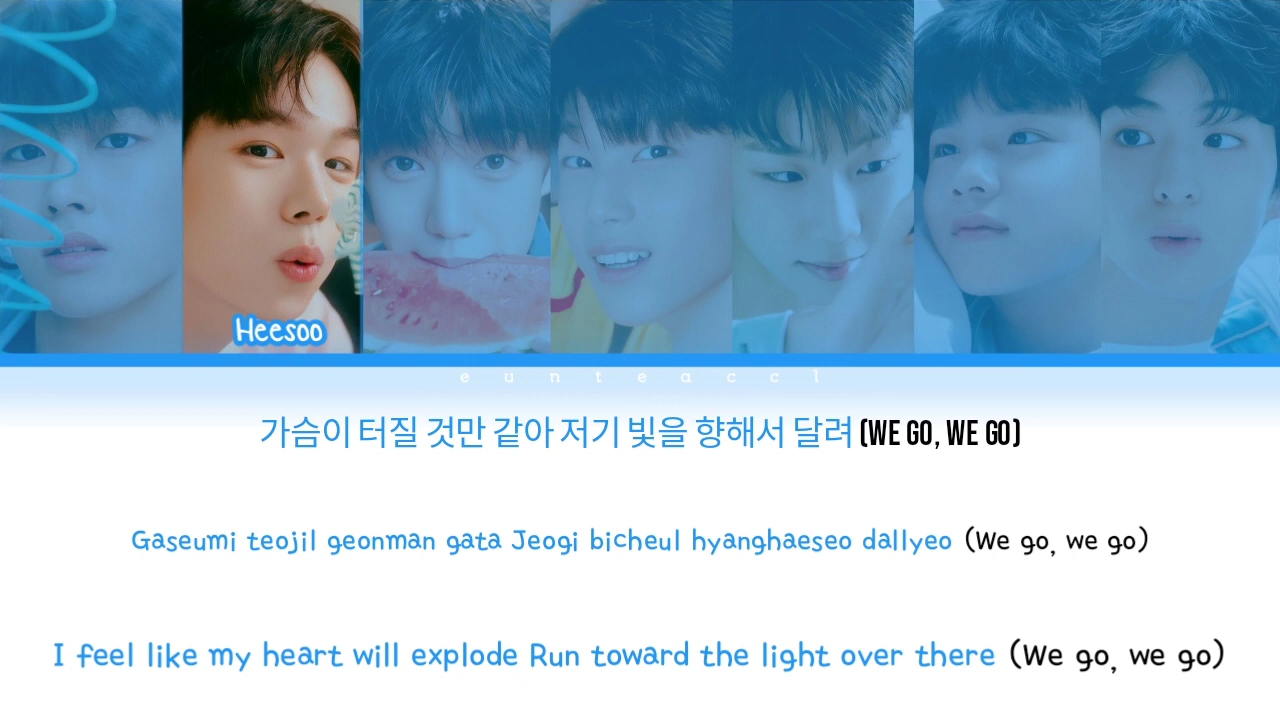 Heesoo
eunteaccl
가슴이 터질 것만 같아 저기 빛을 향해서 달려 (WE GO, WE GO)
Gaseumi teojil geonman gata Jeogi bicheul hyanghaeseo dallyeo (We go, we go)
I feel like my heart will explode Run toward the light over there (We go, we go)